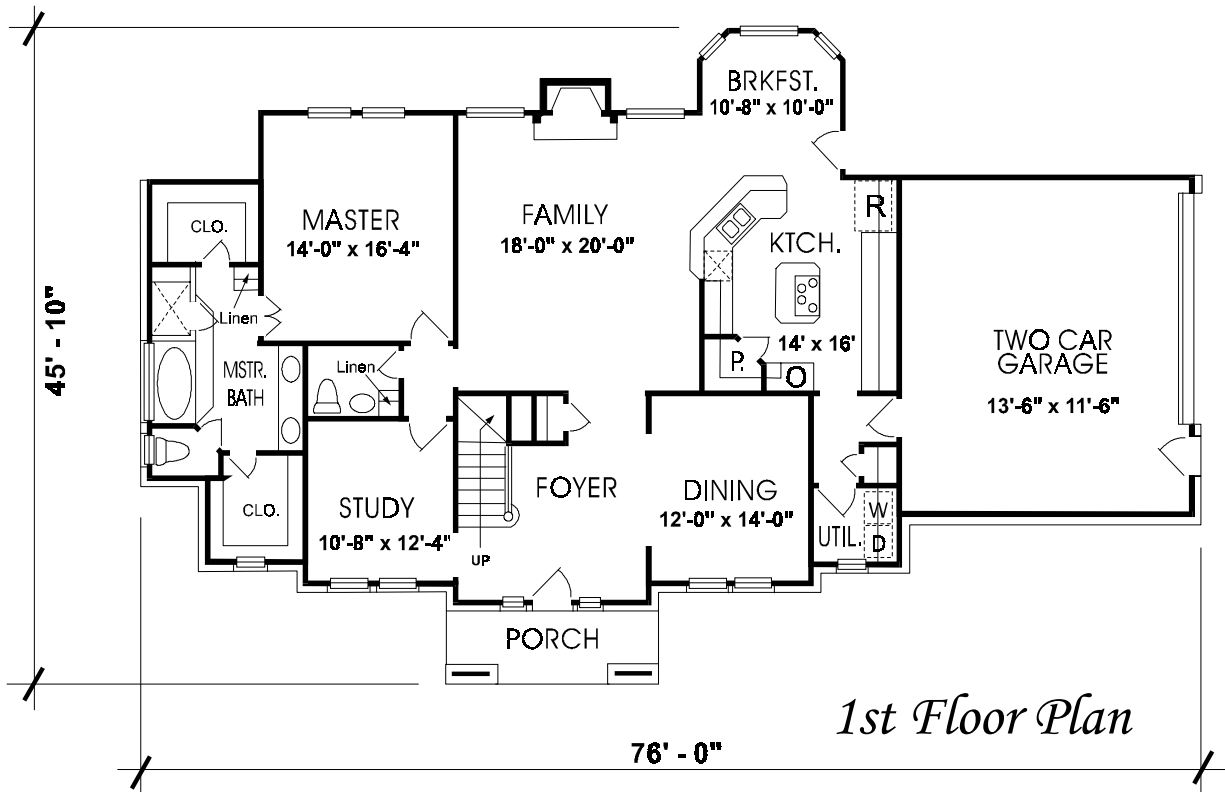 BRKFST.
10'-8" x 10'-0"
CLO.
MASTER
14'-0" x 16'-4"
FAMILY
18'-0" x 20'-0"
R
KTCH.
14' x 16'
Linen
45' - 10"
MSTR.
BATH
Linen
P.
O
TWO CAR
GARAGE
13'-6" x 11'-6"
CLO.
STUDY
10'-8" x 12'-4"
UP
FOYER
DINING
12'-0" x 14'-0"
UTIL.
W
D
PORCH
1st Floor Plan
76' - 0"